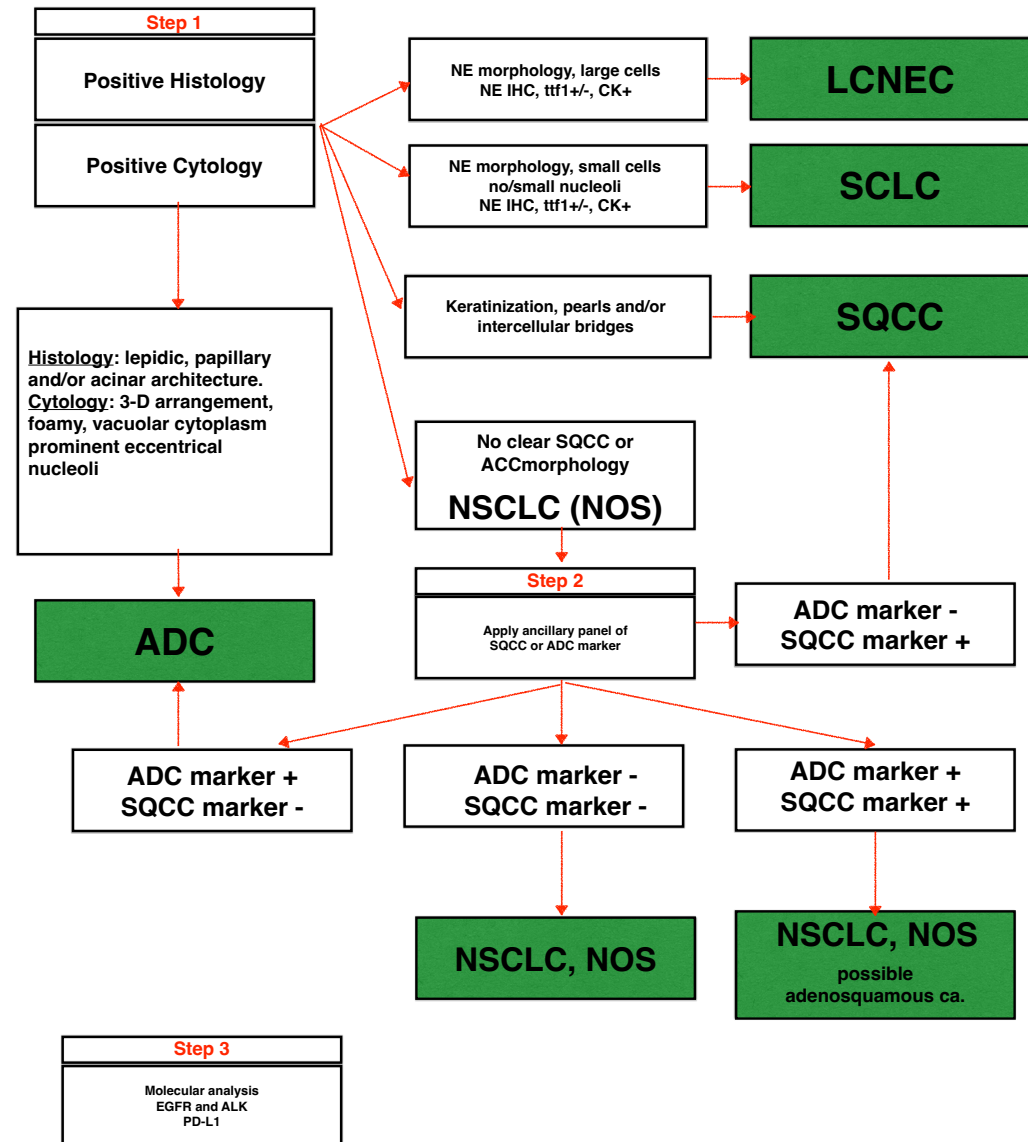 Step 1
Positive Histology
Positive Cytology
NE morphology, large cells
NE IHC, ttf1+/-, CK+
LCNEC
NE morphology, small cells
no/small nucleoli
NE IHC, ttf1+/-, CK+
SCLC
Keratinization, pearls and/or
intercellular bridges
SQCC
Histology: lepidic, papillary
and/or acinar architecture.
Cytology: 3-D arrangement,
foamy, vacuolar cytoplasm
prominent eccentrical
nucleoli
No clear SQCC or
ACCmorphology
NSCLC (NOS)
Step 2
Apply ancillary panel of
SQCC or ADC marker
ADC marker -
SQCC marker +
ADC
ADC marker +
SQCC marker -
ADC marker -
SQCC marker -
ADC marker +
SQCC marker +
NSCLC, NOS
NSCLC, NOS
possible
adenosquamous ca.
Step 3
Molecular analysis
EGFR and ALK
PD-L1